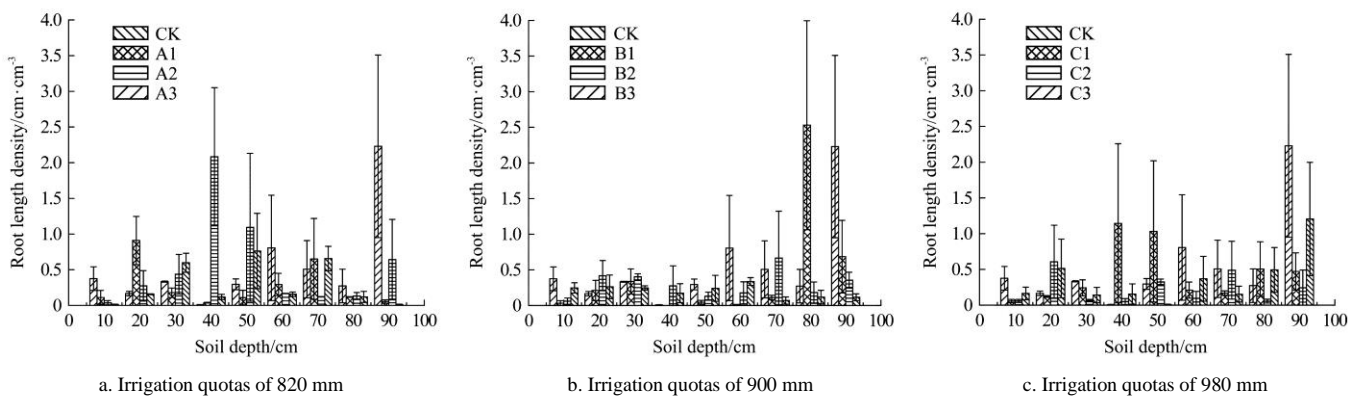 4.0
3.5
3.0
2.5
2.0
1.5
1.0
0.5
0
Root length density/cm·cm⁻³
CK
A1
A2
A3
0 10 20 30 40 50 60 70 80 90 100
Soil depth/cm
a. Irrigation quotas of 820 mm
4.0
3.5
3.0
2.5
2.0
1.5
1.0
0.5
0
Root length density/cm·cm⁻³
CK
B1
B2
B3
0 10 20 30 40 50 60 70 80 90 100
Soil depth/cm
b. Irrigation quotas of 900 mm
4.0
3.5
3.0
2.5
2.0
1.5
1.0
0.5
0
Root length density/cm·cm⁻³
CK
C1
C2
C3
0 10 20 30 40 50 60 70 80 90 100
Soil depth/cm
c. Irrigation quotas of 980 mm